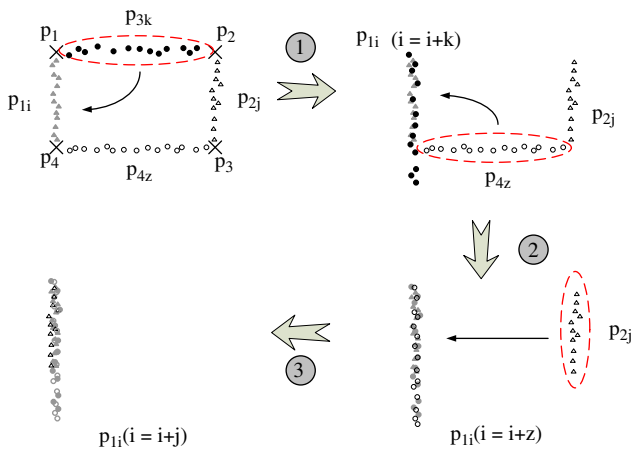 p3k
p1
p2
1
p1i (i = i+k)
p1i
p2j
p2j
p4
p3
p4z
p4z
2
p2j
3
p1i(i = i+j)
p1i(i = i+z)